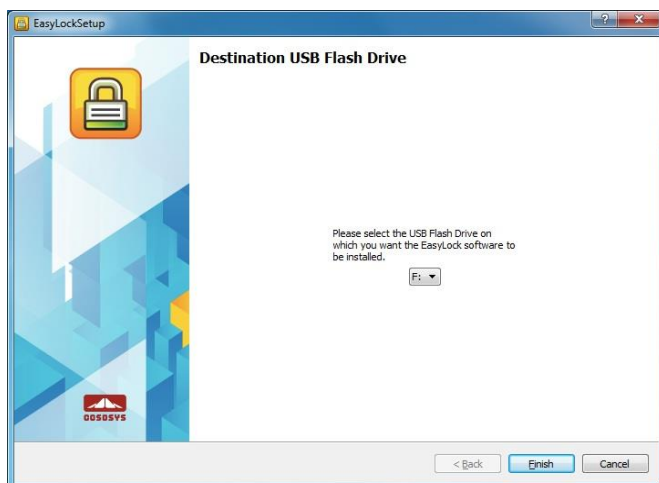 EasyLockSetup
Destination USB Flash Drive
Please select the USB Flash Drive on
which you want the EasyLock software to
be installed.
F:
COSOSYS
< Back
Finish
Cancel